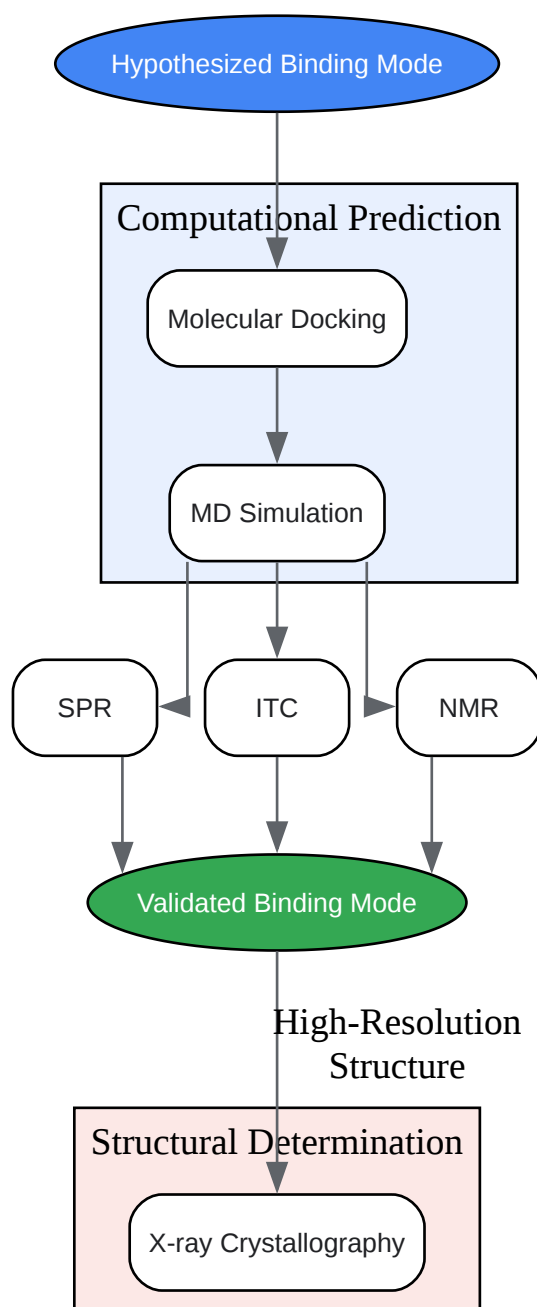 Hypothesized Binding Mode
Computational Prediction
Molecular Docking
MD Simulation
SPR
ITC
NMR
Validated Binding Mode
High-Resolution
Structure
Structural Determination
X-ray Crystallography